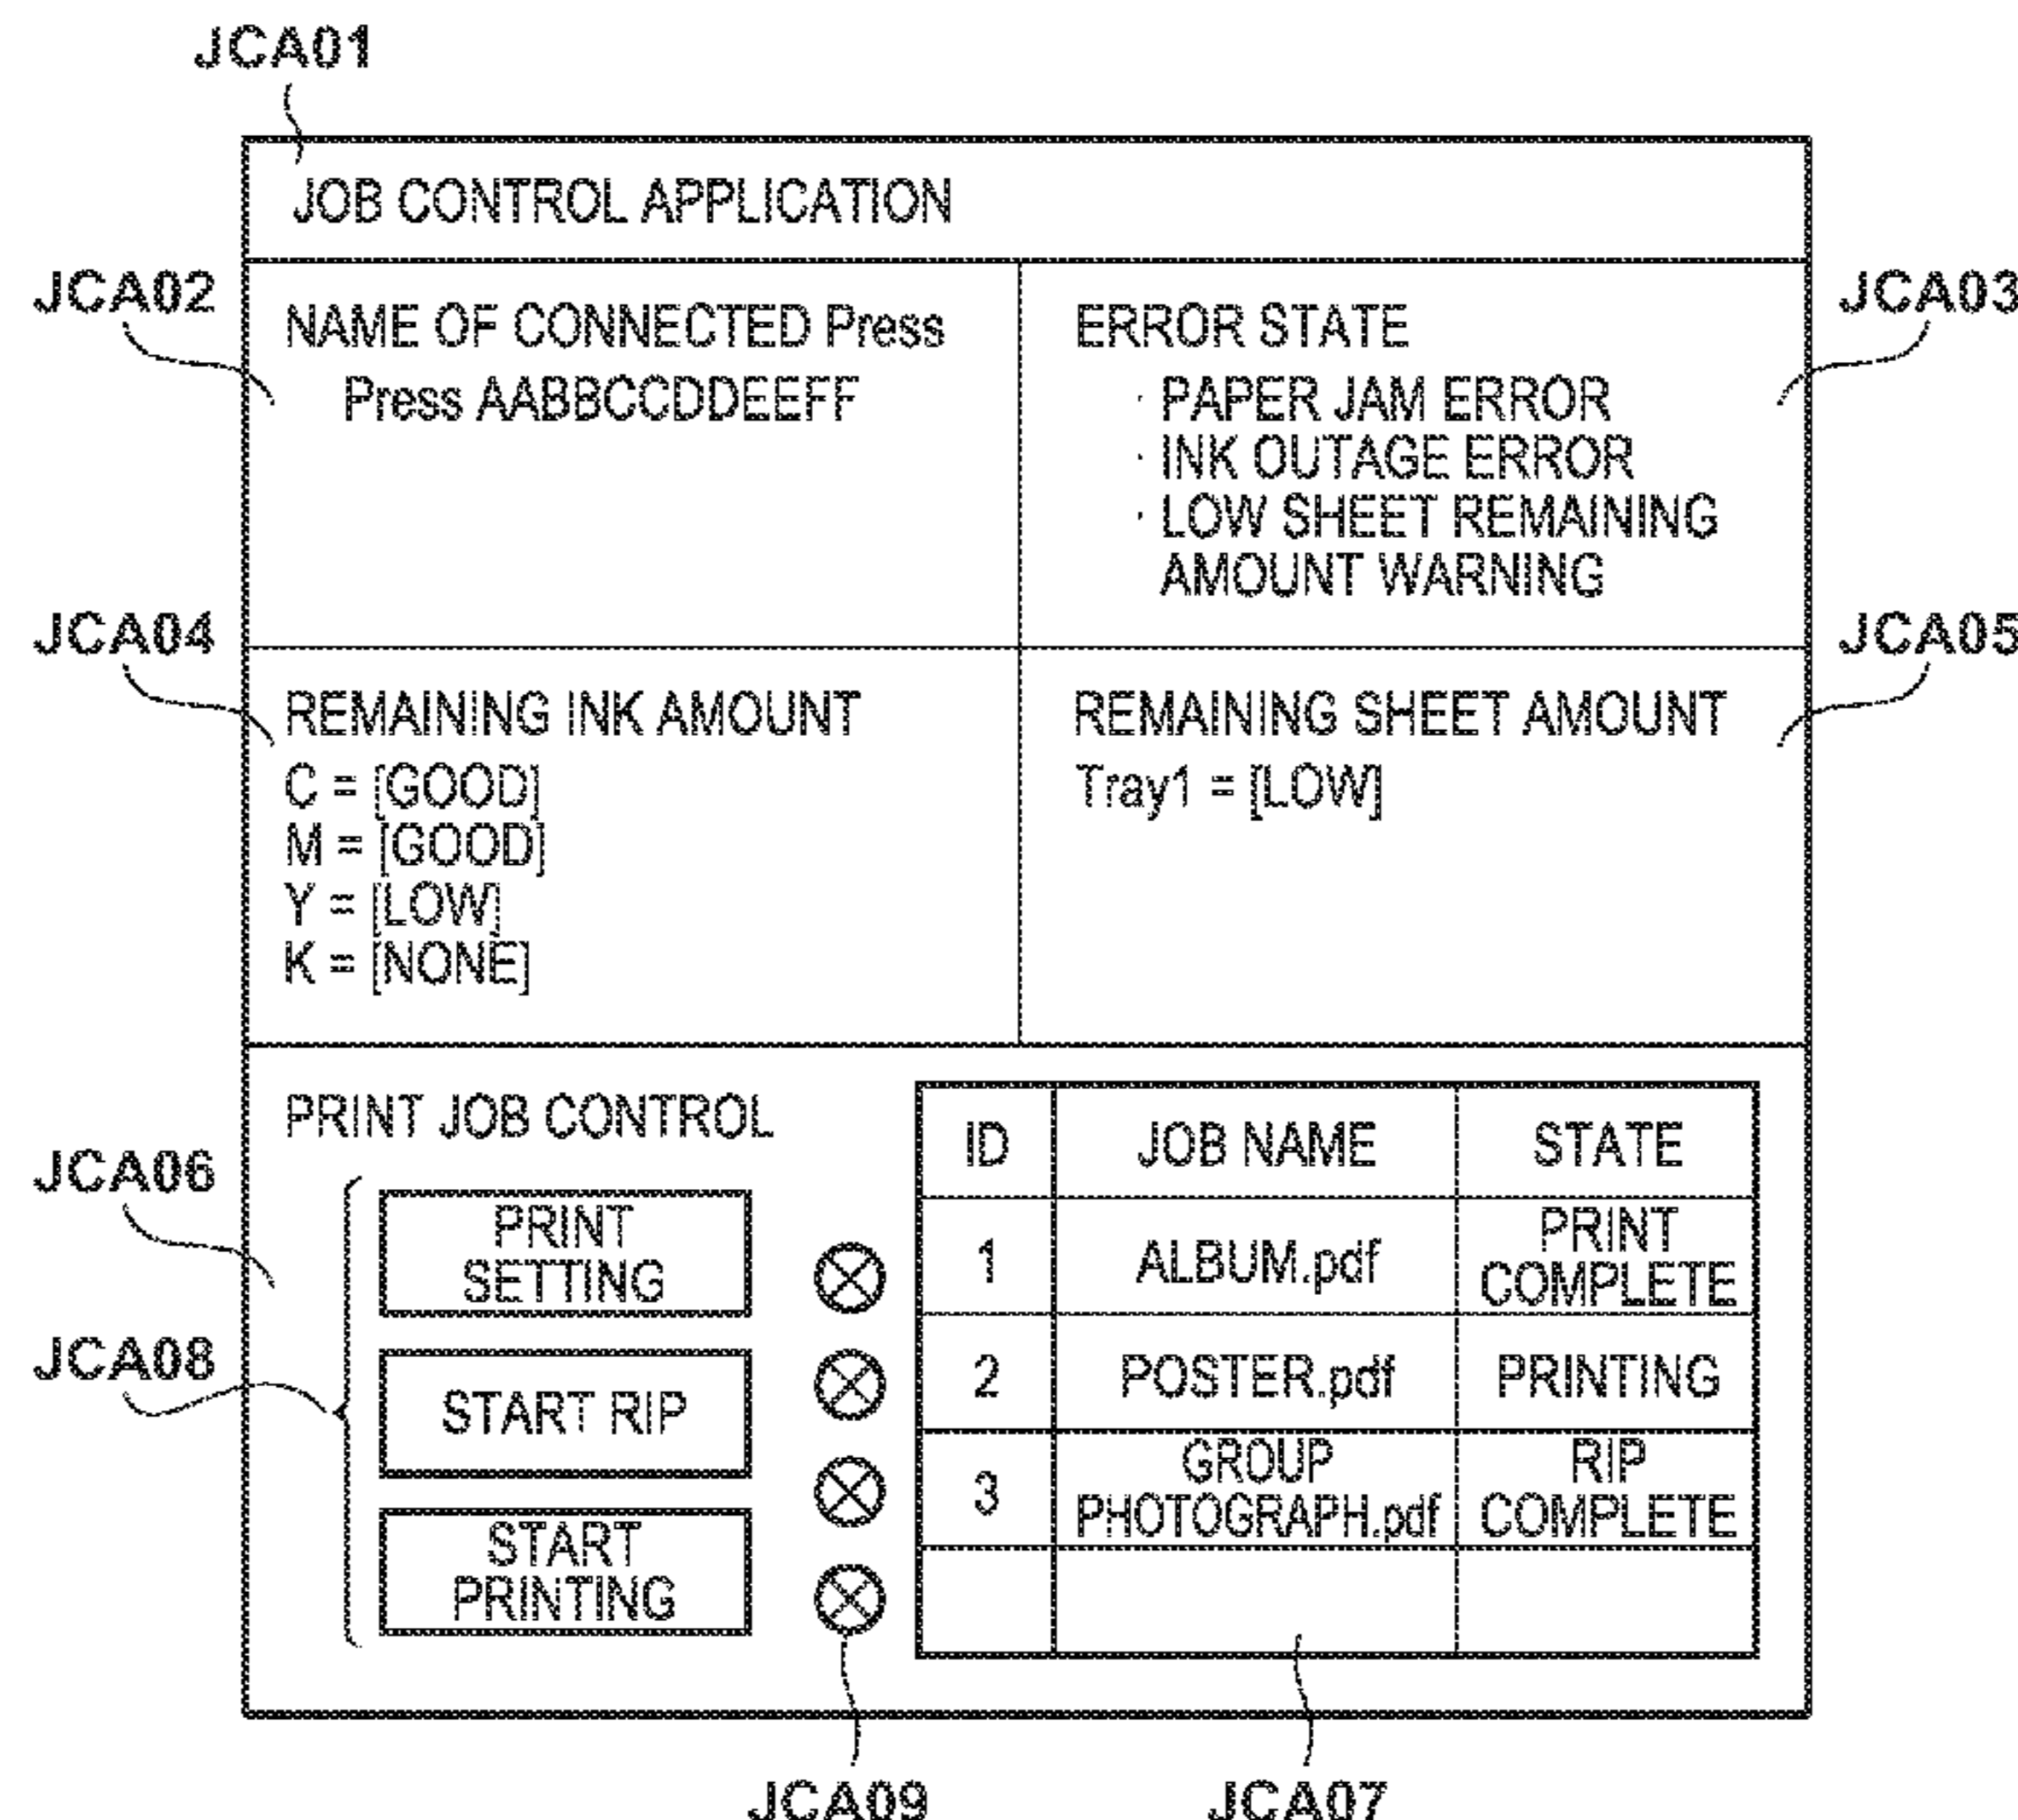 JCA01
JOB CONTROL APPLICATION
JCA02
NAME OF CONNECTED Press
Press AABBCCDDEEFF
JCA03
ERROR STATE
· PAPER JAM ERROR
· INK OUTAGE ERROR
· LOW SHEET REMAINING
AMOUNT WARNING
JCA04
REMAINING INK AMOUNT
C = [GOOD]
M = [GOOD]
Y = [LOW]
K = [NONE]
JCA05
REMAINING SHEET AMOUNT
Tray1 = [LOW]
JCA06
PRINT JOB CONTROL
JCA08
PRINT
SETTING
START RIP
START
PRINTING
ID JOB NAME STATE
1 ALBUM.pdf PRINT
COMPLETE
2 POSTER.pdf PRINTING
3 GROUP
PHOTOGRAPH.pdf RIP
COMPLETE
JCA09
JCA07